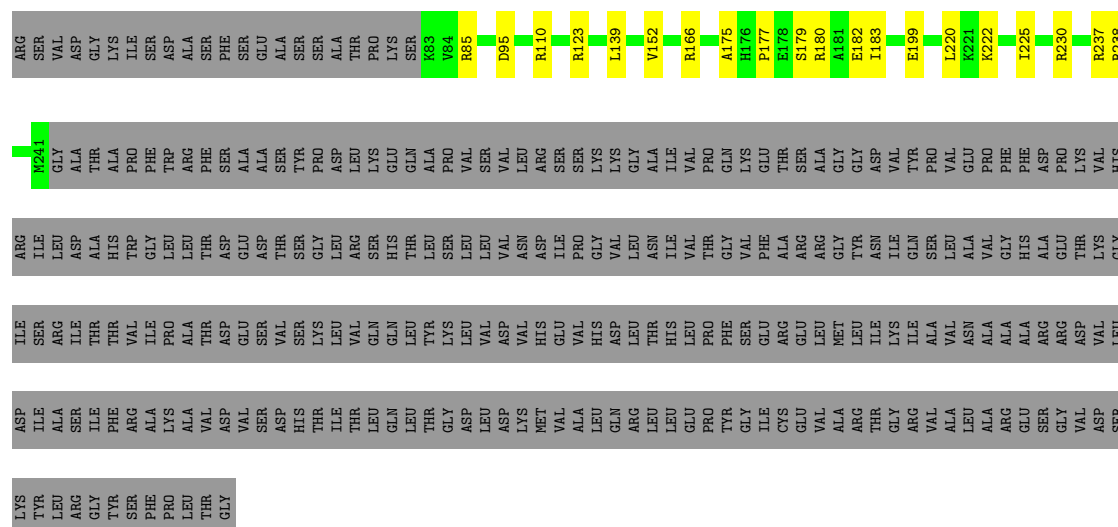 ARG SER VAL ASP GLY LYS ILE SER ASP ALA SER PHE SER GLU ALA SER SER ALA THR PRO LYS SER K83 V84 R85 D95 R110 R123 L139 V152 R166 A175 H176 P177 E178 S179 R180 A181 E182 I183 E199 L220 K221 K222 I225 R230 R237 R238
M241 GLY ALA THR ALA PRO PHE TRP ARG PHE SER ALA ALA SER TYR PRO ASP LEU LYS GLU GLN ALA PRO VAL SER VAL LEU ARG SER SER LYS LYS GLY ALA ILE VAL PRO GLN LYS GLU THR SER ALA GLY GLY ASP VAL TYR PRO VAL GLU PRO PHE PHE ASP PRO LYS VAL HIS
ARG ILE LEU ASP ALA HIS TRP GLY LEU LEU THR ASP GLU ASP THR SER GLY LEU ARG SER HIS THR LEU SER LEU LEU VAL ASN ASP ILE PRO GLY VAL LEU ASN ILE VAL THR GLY VAL PHE ALA ARG ARG GLY TYR ASN ILE GLN SER LEU ALA VAL GLY HIS ALA GLU THR LYS GLY
ILE SER ARG ILE THR THR VAL ILE PRO ALA THR ASP GLU SER VAL SER LYS LEU VAL GLN GLN LEU TYR LYS LEU VAL ASP VAL HIS GLU VAL HIS ASP LEU THR HIS LEU PRO PHE SER GLU ARG GLU LEU MET LEU ILE LYS ILE ALA VAL ASN ALA ALA ALA ARG ARG ASP VAL LEU
ASP ILE ALA SER ILE PHE ARG ALA LYS ALA VAL ASP VAL SER ASP HIS THR ILE THR LEU GLN LEU THR GLY ASP LEU ASP LYS MET VAL ALA LEU GLN ARG LEU LEU GLU PRO TYR GLY ILE CYS GLU VAL ALA ARG THR GLY ARG VAL ALA LEU ALA ARG GLU SER GLY VAL ASP SER
LYS TYR LEU ARG GLY TYR SER PHE PRO LEU THR GLY